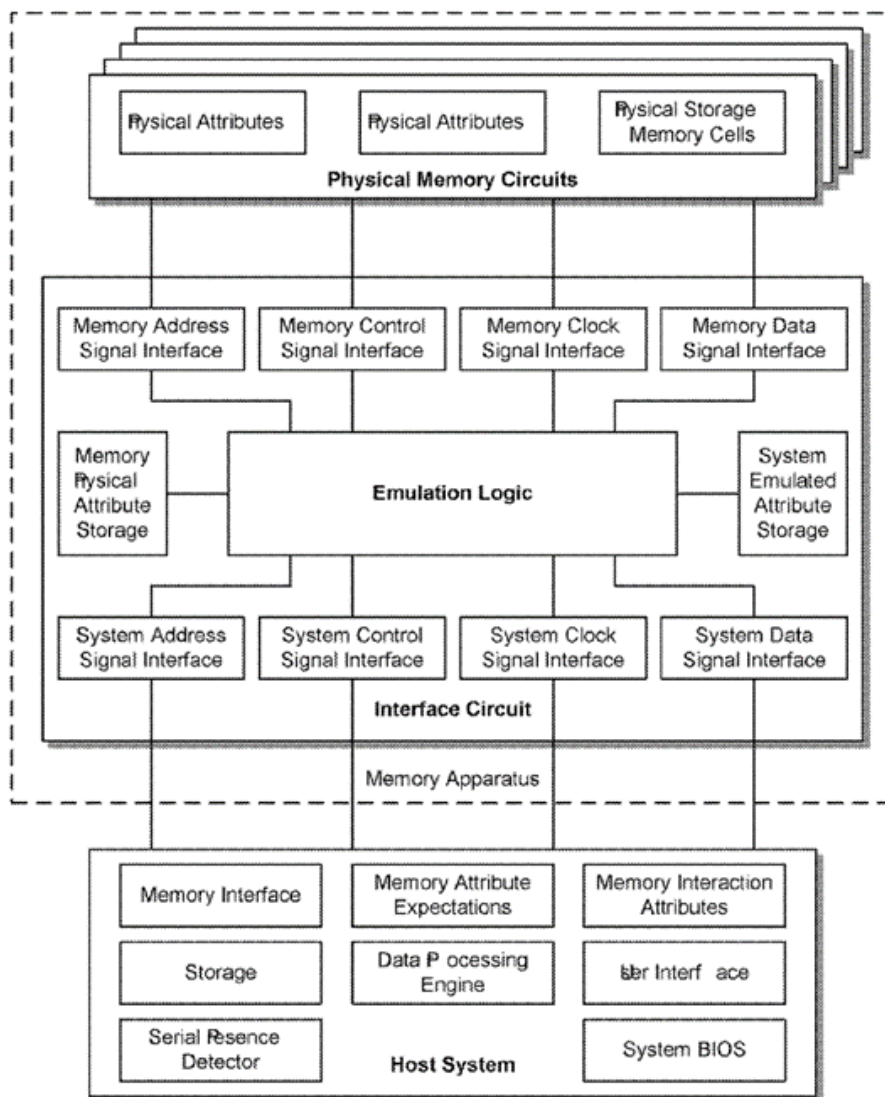 Physical Attributes
Physical Attributes
Physical Storage
Memory Cells
Physical Memory Circuits
Memory Address
Signal Interface
Memory Control
Signal Interface
Memory Clock
Signal Interface
Memory Data
Signal Interface
Memory
Physical
Attribute
Storage
Emulation Logic
System
Emulated
Attribute
Storage
System Address
Signal Interface
System Control
Signal Interface
System Clock
Signal Interface
System Data
Signal Interface
Interface Circuit
Memory Apparatus
Memory Interface
Memory Attribute
Expectations
Memory Interaction
Attributes
Storage
Data Processing
Engine
User Interf ace
Serial Presence
Detector
Host System
System BIOS